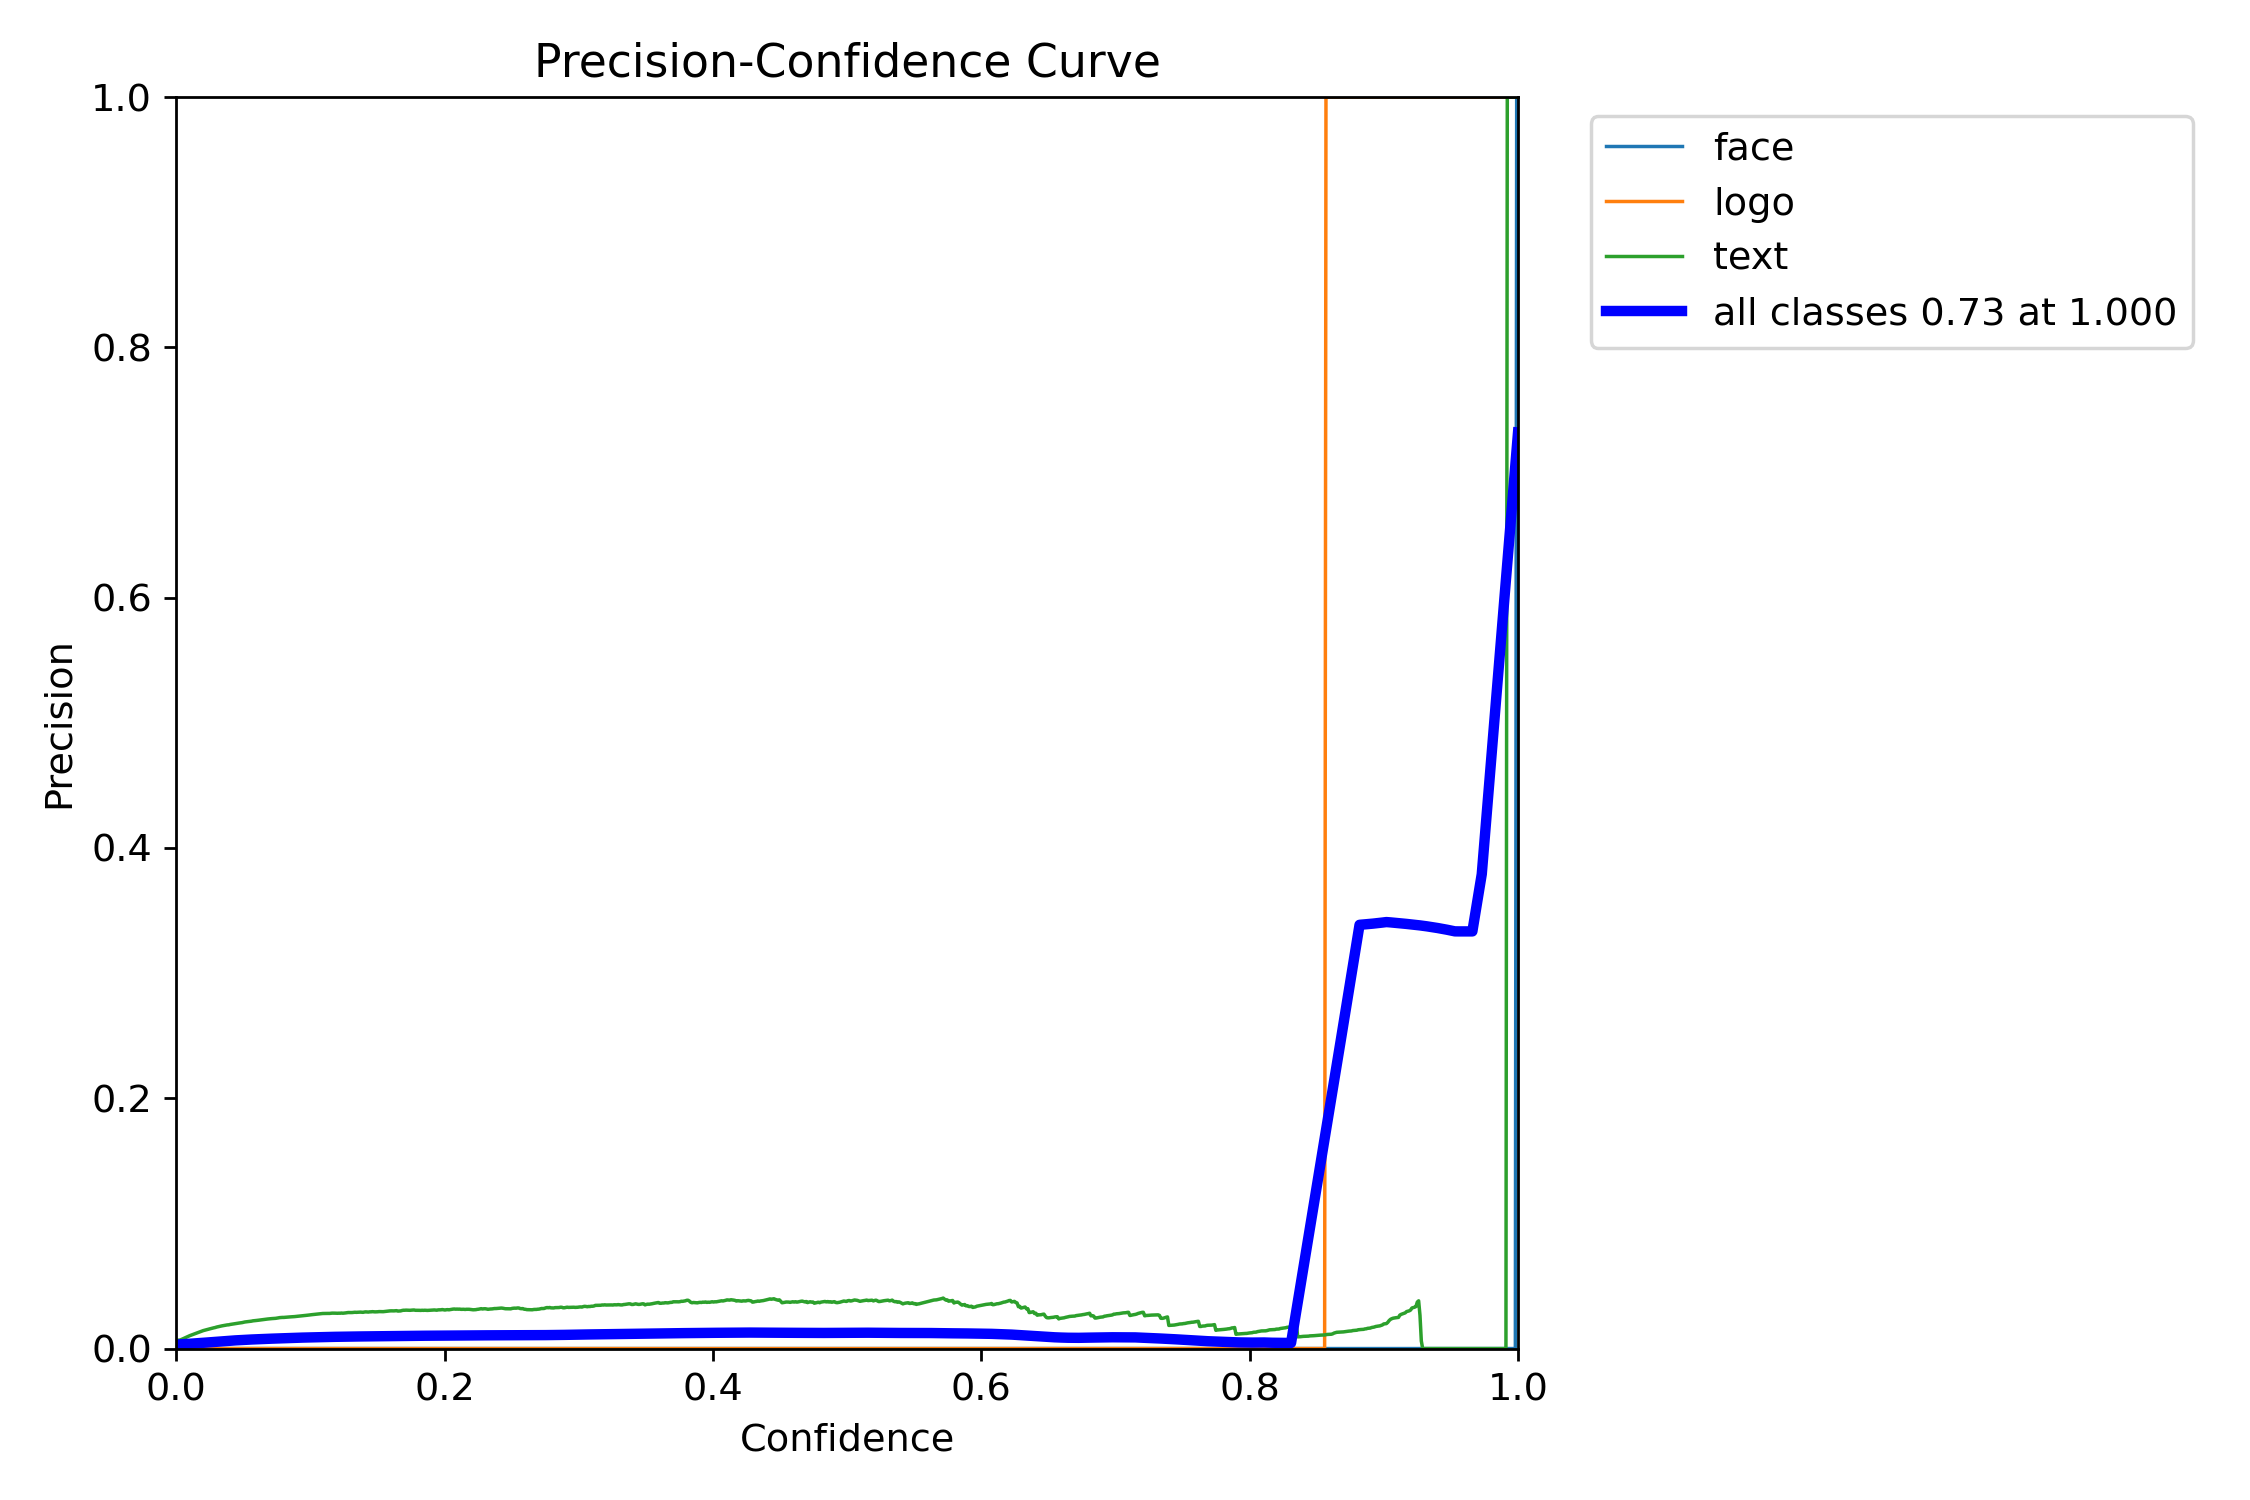 Precision-Confidence Curve
1.0
0.8
0.6
0.4
0.2
0.0
Precision
0.0 0.2 0.4 0.6 0.8 1.0
Confidence
face
logo
text
all classes 0.73 at 1.000